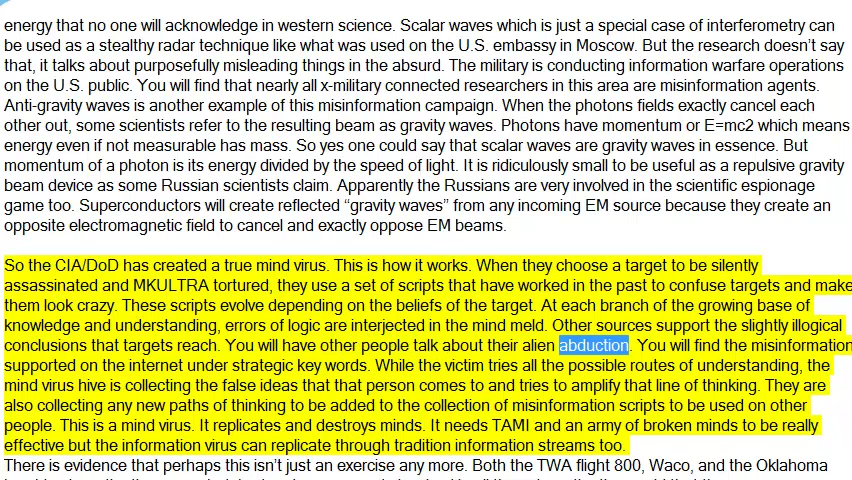 energy that no one will acknowledge in western science. Scalar waves which is just a special case of interferometry can
be used as a stealthy radar technique like what was used on the U.S. embassy in Moscow. But the research doesn't say
that, it talks about purposefully misleading things in the absurd. The military is conducting information warfare operations
on the U.S. public. You will find that nearly all x-military connected researchers in this area are misinformation agents.
Anti-gravity waves is another example of this misinformation campaign. When the photons fields exactly cancel each
other out, some scientists refer to the resulting beam as gravity waves. Photons have momentum or E=mc2 which means
energy even if not measurable has mass. So yes one could say that scalar waves are gravity waves in essence. But
momentum of a photon is its energy divided by the speed of light. It is ridiculously small to be useful as a repulsive gravity
beam device as some Russian scientists claim. Apparently the Russians are very involved in the scientific espionage
game too. Superconductors will create reflected “gravity waves” from any incoming EM source because they create an
opposite electromagnetic field to cancel and exactly oppose EM beams.
So the CIA/DoD has created a true mind virus. This is how it works. When they choose a target to be silently
assassinated and MKULTRA tortured, they use a set of scripts that have worked in the past to confuse targets and make
them look crazy. These scripts evolve depending on the beliefs of the target. At each branch of the growing base of
knowledge and understanding, errors of logic are interjected in the mind meld. Other sources support the slightly illogical
conclusions that targets reach. You will have other people talk about their alien abduction. You will find the misinformation
supported on the internet under strategic key words. While the victim tries all the possible routes of understanding, the
mind virus hive is collecting the false ideas that that person comes to and tries to amplify that line of thinking. They are
also collecting any new paths of thinking to be added to the collection of misinformation scripts to be used on other
people. This is a mind virus. It replicates and destroys minds. It needs TAMI and an army of broken minds to be really
effective but the information virus can replicate through tradition information streams too.
There is evidence that perhaps this isn't just an exercise any more. Both the TWA flight 800, Waco, and the Oklahoma